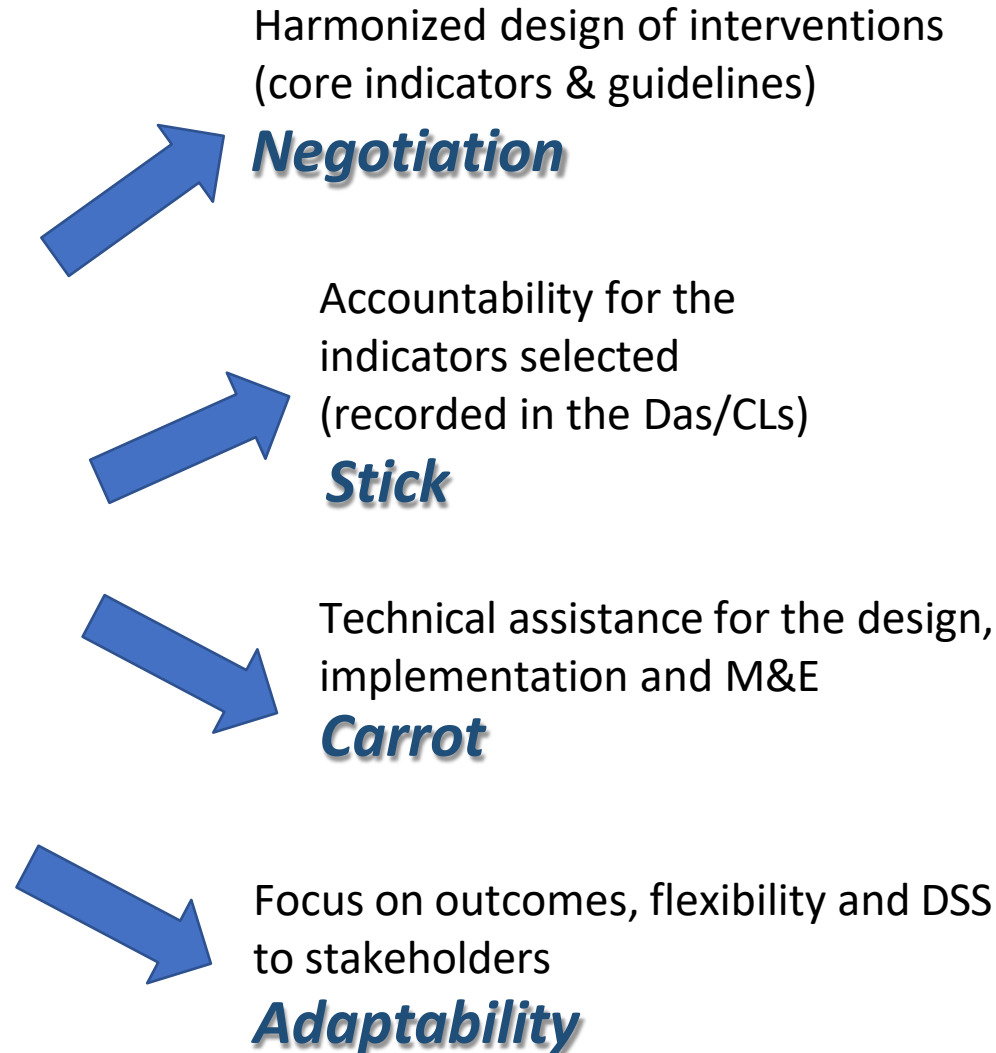 Harmonized design of interventions
(core indicators & guidelines)
Negotiation
Accountability for the
indicators selected
(recorded in the Das/CLs)
Stick
Technical assistance for the design,
implementation and M&E
Carrot
Focus on outcomes, flexibility and DSS
to stakeholders
Adaptability